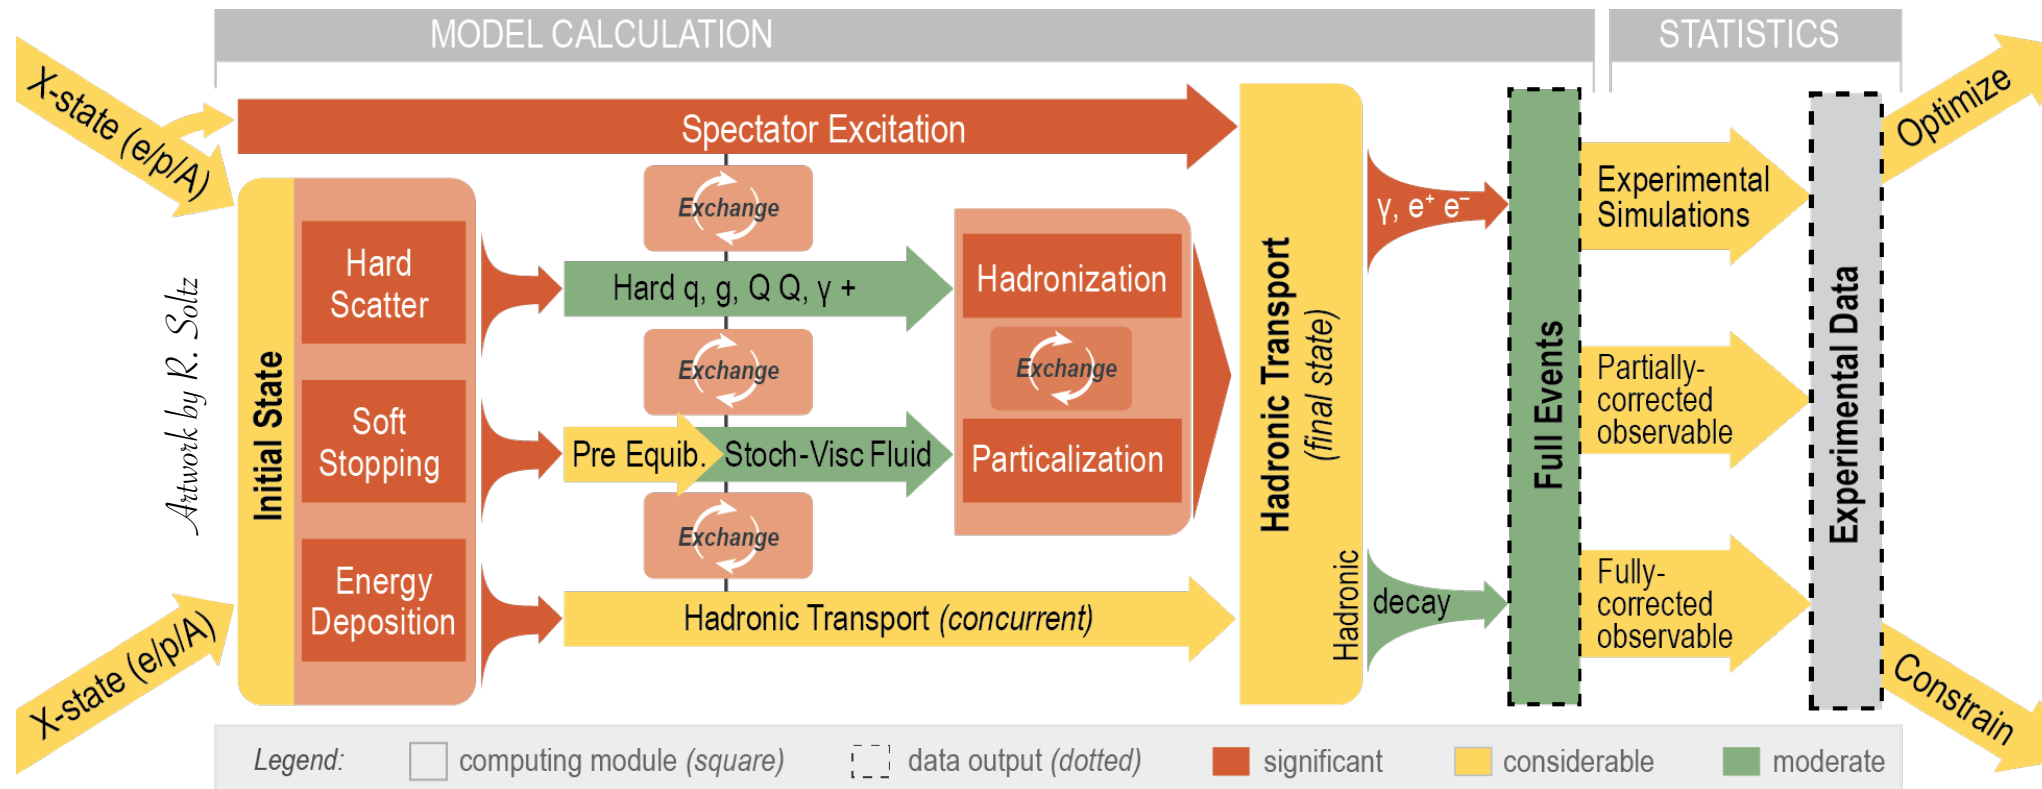 MODEL CALCULATION
STATISTICS
X-state (e/p/A)
Spectator Excitation
Optimize
Exchange
Hard
Scatter
Hard q, g, Q Q, γ +
Hadronization
γ, e⁺ e⁻
Experimental
Simulations
Artwork by R. Soltz
Initial State
Exchange
Exchange
Hadronic Transport
(final state)
Full Events
Partially-
corrected
observable
Experimental Data
Soft
Stopping
Pre Equib.
Stoch-Visc Fluid
Particalization
Exchange
Energy
Deposition
Hadronic Transport (concurrent)
Hadronic
decay
Fully-
corrected
observable
X-state (e/p/A)
Constrain
Legend:
computing module (square)
data output (dotted)
significant
considerable
moderate